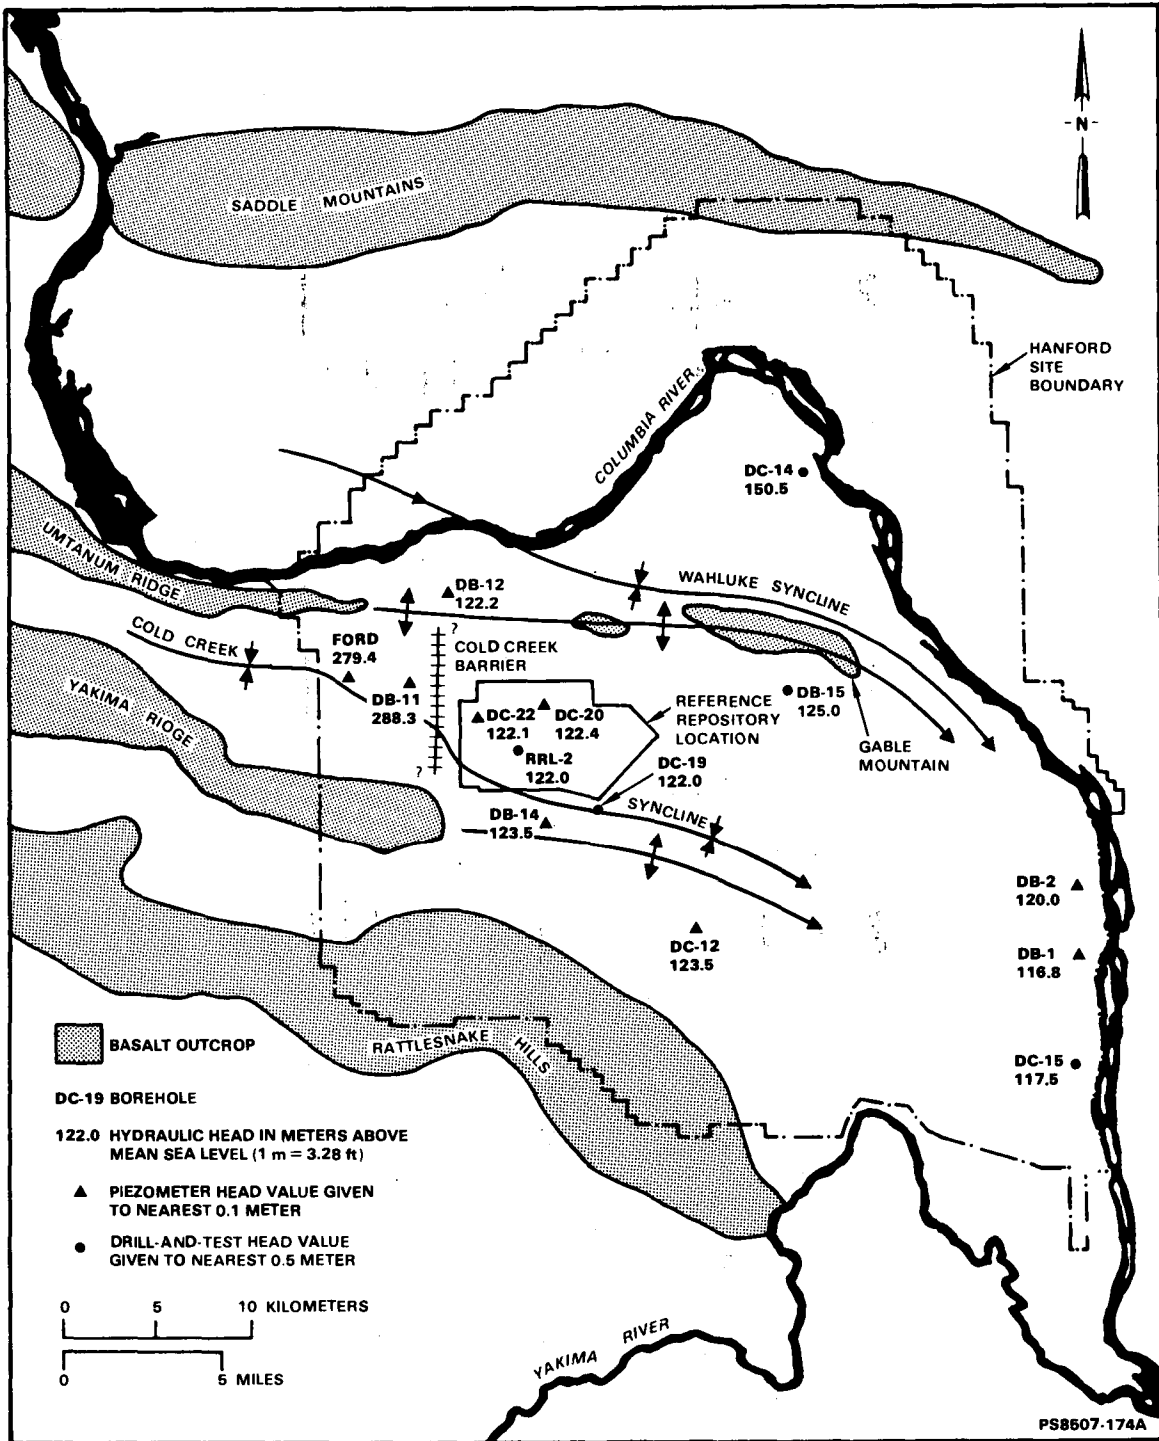 N
SADDLE MOUNTAINS
HANFORD
SITE
BOUNDARY
COLUMBIA RIVER
DC-14
150.5
UMTANUM RIDGE
DB-12
122.2
WAHLUKE SYNCLINE
COLD CREEK
FORD
279.4
?
COLD CREEK
BARRIER
YAKIMA RIDGE
DB-11
288.3
DC-22
122.1
DC-20
122.4
REFERENCE
REPOSITORY
LOCATION
DB-15
125.0
GABLE
MOUNTAIN
RRL-2
122.0
DC-19
122.0
?
SYNCLINE
DB-14
123.5
DB-2
120.0
DC-12
123.5
DB-1
116.8
RATTLESNAKE HILLS
DC-15
117.5
BASALT OUTCROP
DC-19 BOREHOLE
122.0 HYDRAULIC HEAD IN METERS ABOVE
MEAN SEA LEVEL (1 m = 3.28 ft)
PIEZOMETER HEAD VALUE GIVEN
TO NEAREST 0.1 METER
DRILL-AND-TEST HEAD VALUE
GIVEN TO NEAREST 0.5 METER
0 5 10 KILOMETERS
0 5 MILES
YAKIMA RIVER
PS8507-174A